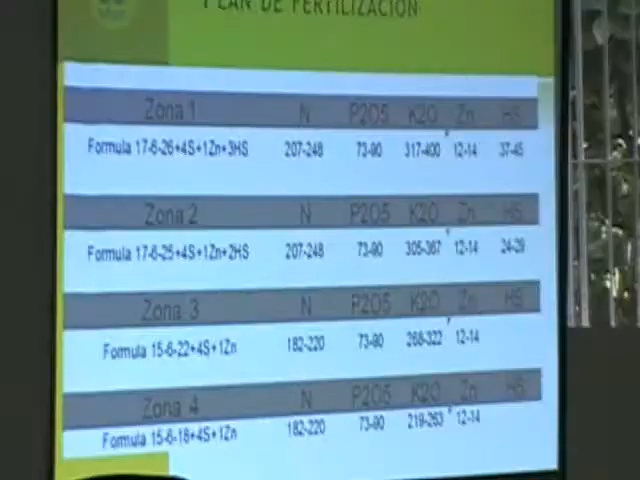 PLAN DE FERTILIZACIÓN
Zona 1 N P2O5 K2O Zn HS
Formula 17-6-26+4S+1Zn+3HS 207-248 73-90 317-400 12-14 37-45
Zona 2 N P2O5 K2O Zn HS
Formula 17-6-25+4S+1Zn+2HS 207-248 73-90 305-367 12-14 24-29
Zona 3 N P2O5 K2O Zn HS
Formula 15-6-22+4S+1Zn 182-220 73-90 268-322 12-14
Zona 4 N P2O5 K2O Zn HS
Formula 15-6-18+4S+1Zn 182-220 73-90 219-263 12-14